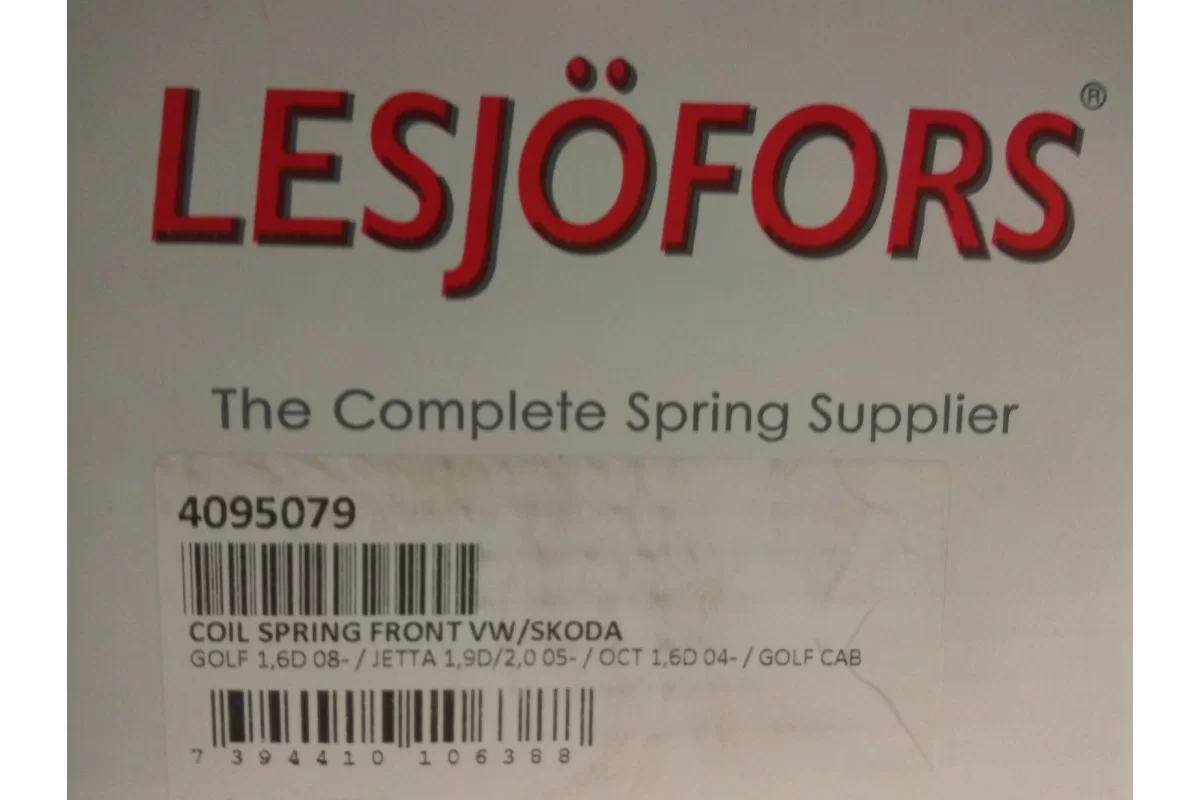 LESJÖFORS®
The Complete Spring Supplier
4095079
COIL SPRING FRONT VW/SKODA
GOLF 1,6D 08- / JETTA 1,9D/2,0 05- / OCT 1,6D 04- / GOLF CAB
7 394410 106388